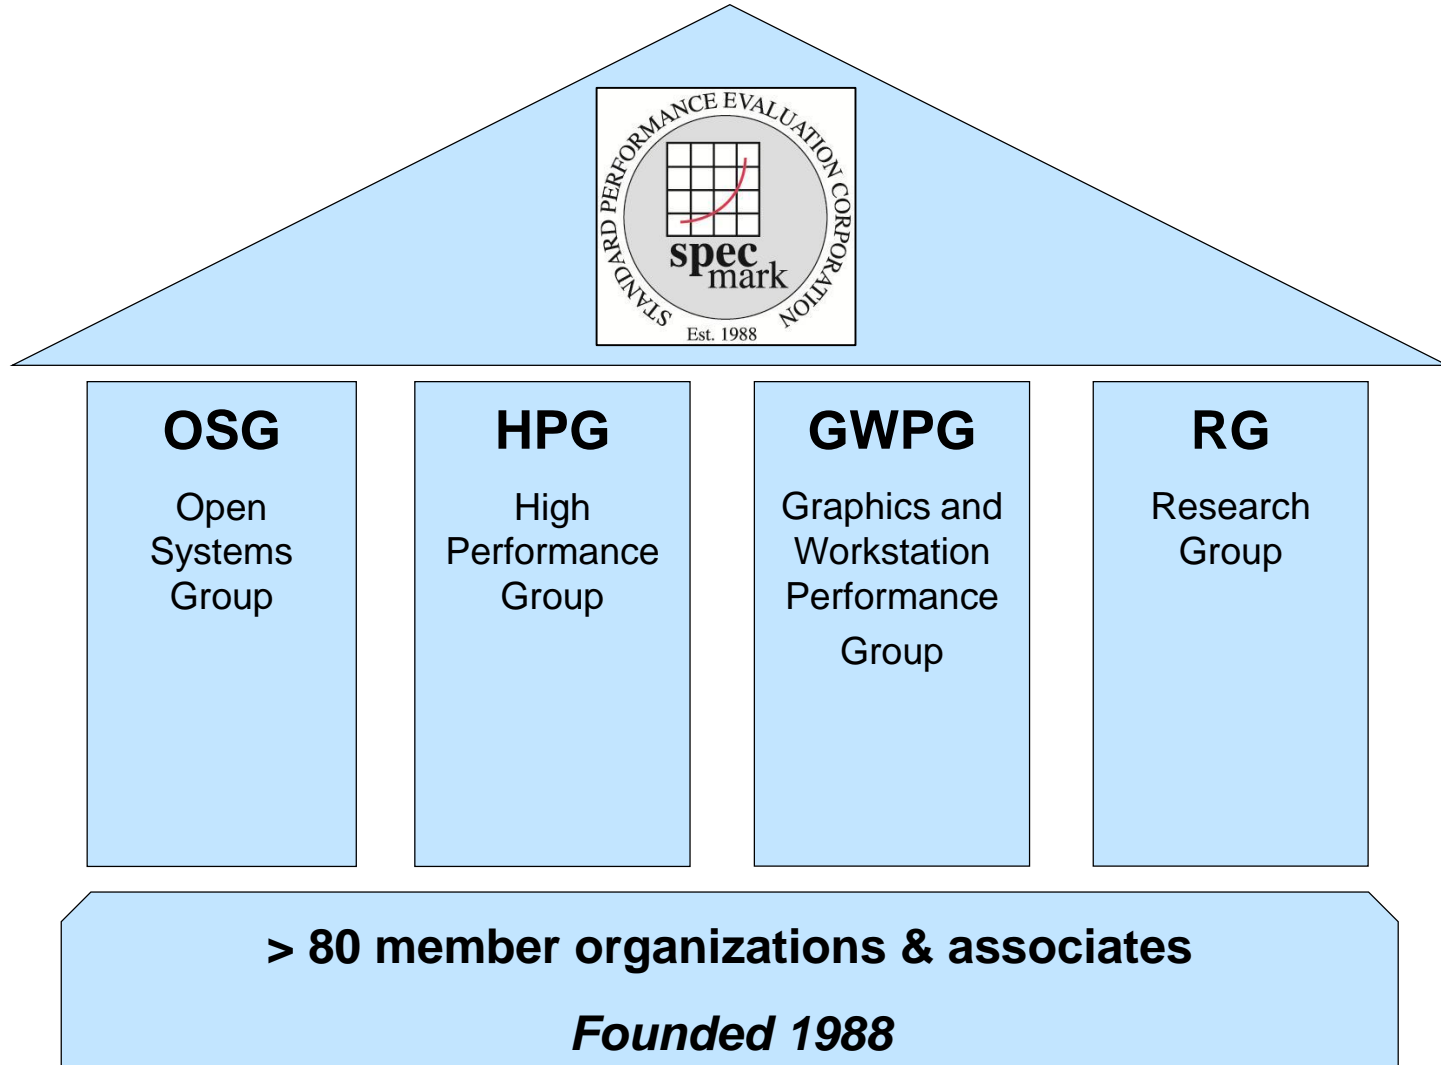 STANDARD PERFORMANCE EVALUATION CORPORATION
spec
mark
Est. 1988
OSG
Open
Systems
Group
HPG
High
Performance
Group
GWPG
Graphics and
Workstation
Performance
Group
RG
Research
Group
> 80 member organizations & associates
Founded 1988